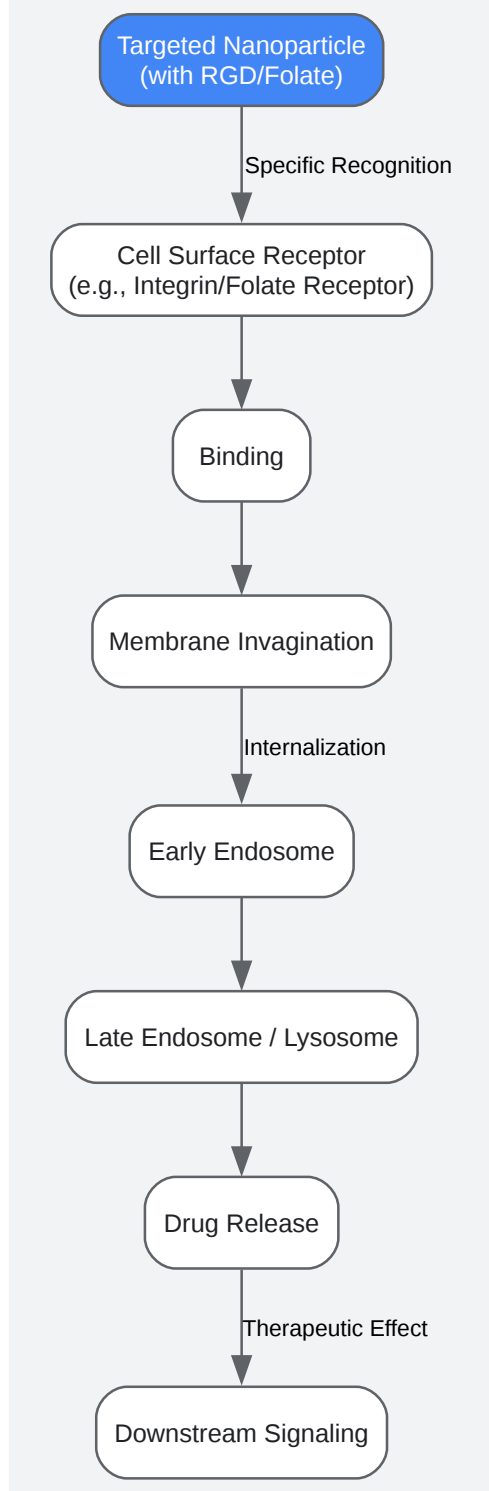 Targeted Nanoparticle
(with RGD/Folate)
Specific Recognition
Cell Surface Receptor
(e.g., Integrin/Folate Receptor)
Binding
Membrane Invagination
Internalization
Early Endosome
Late Endosome / Lysosome
Drug Release
Therapeutic Effect
Downstream Signaling